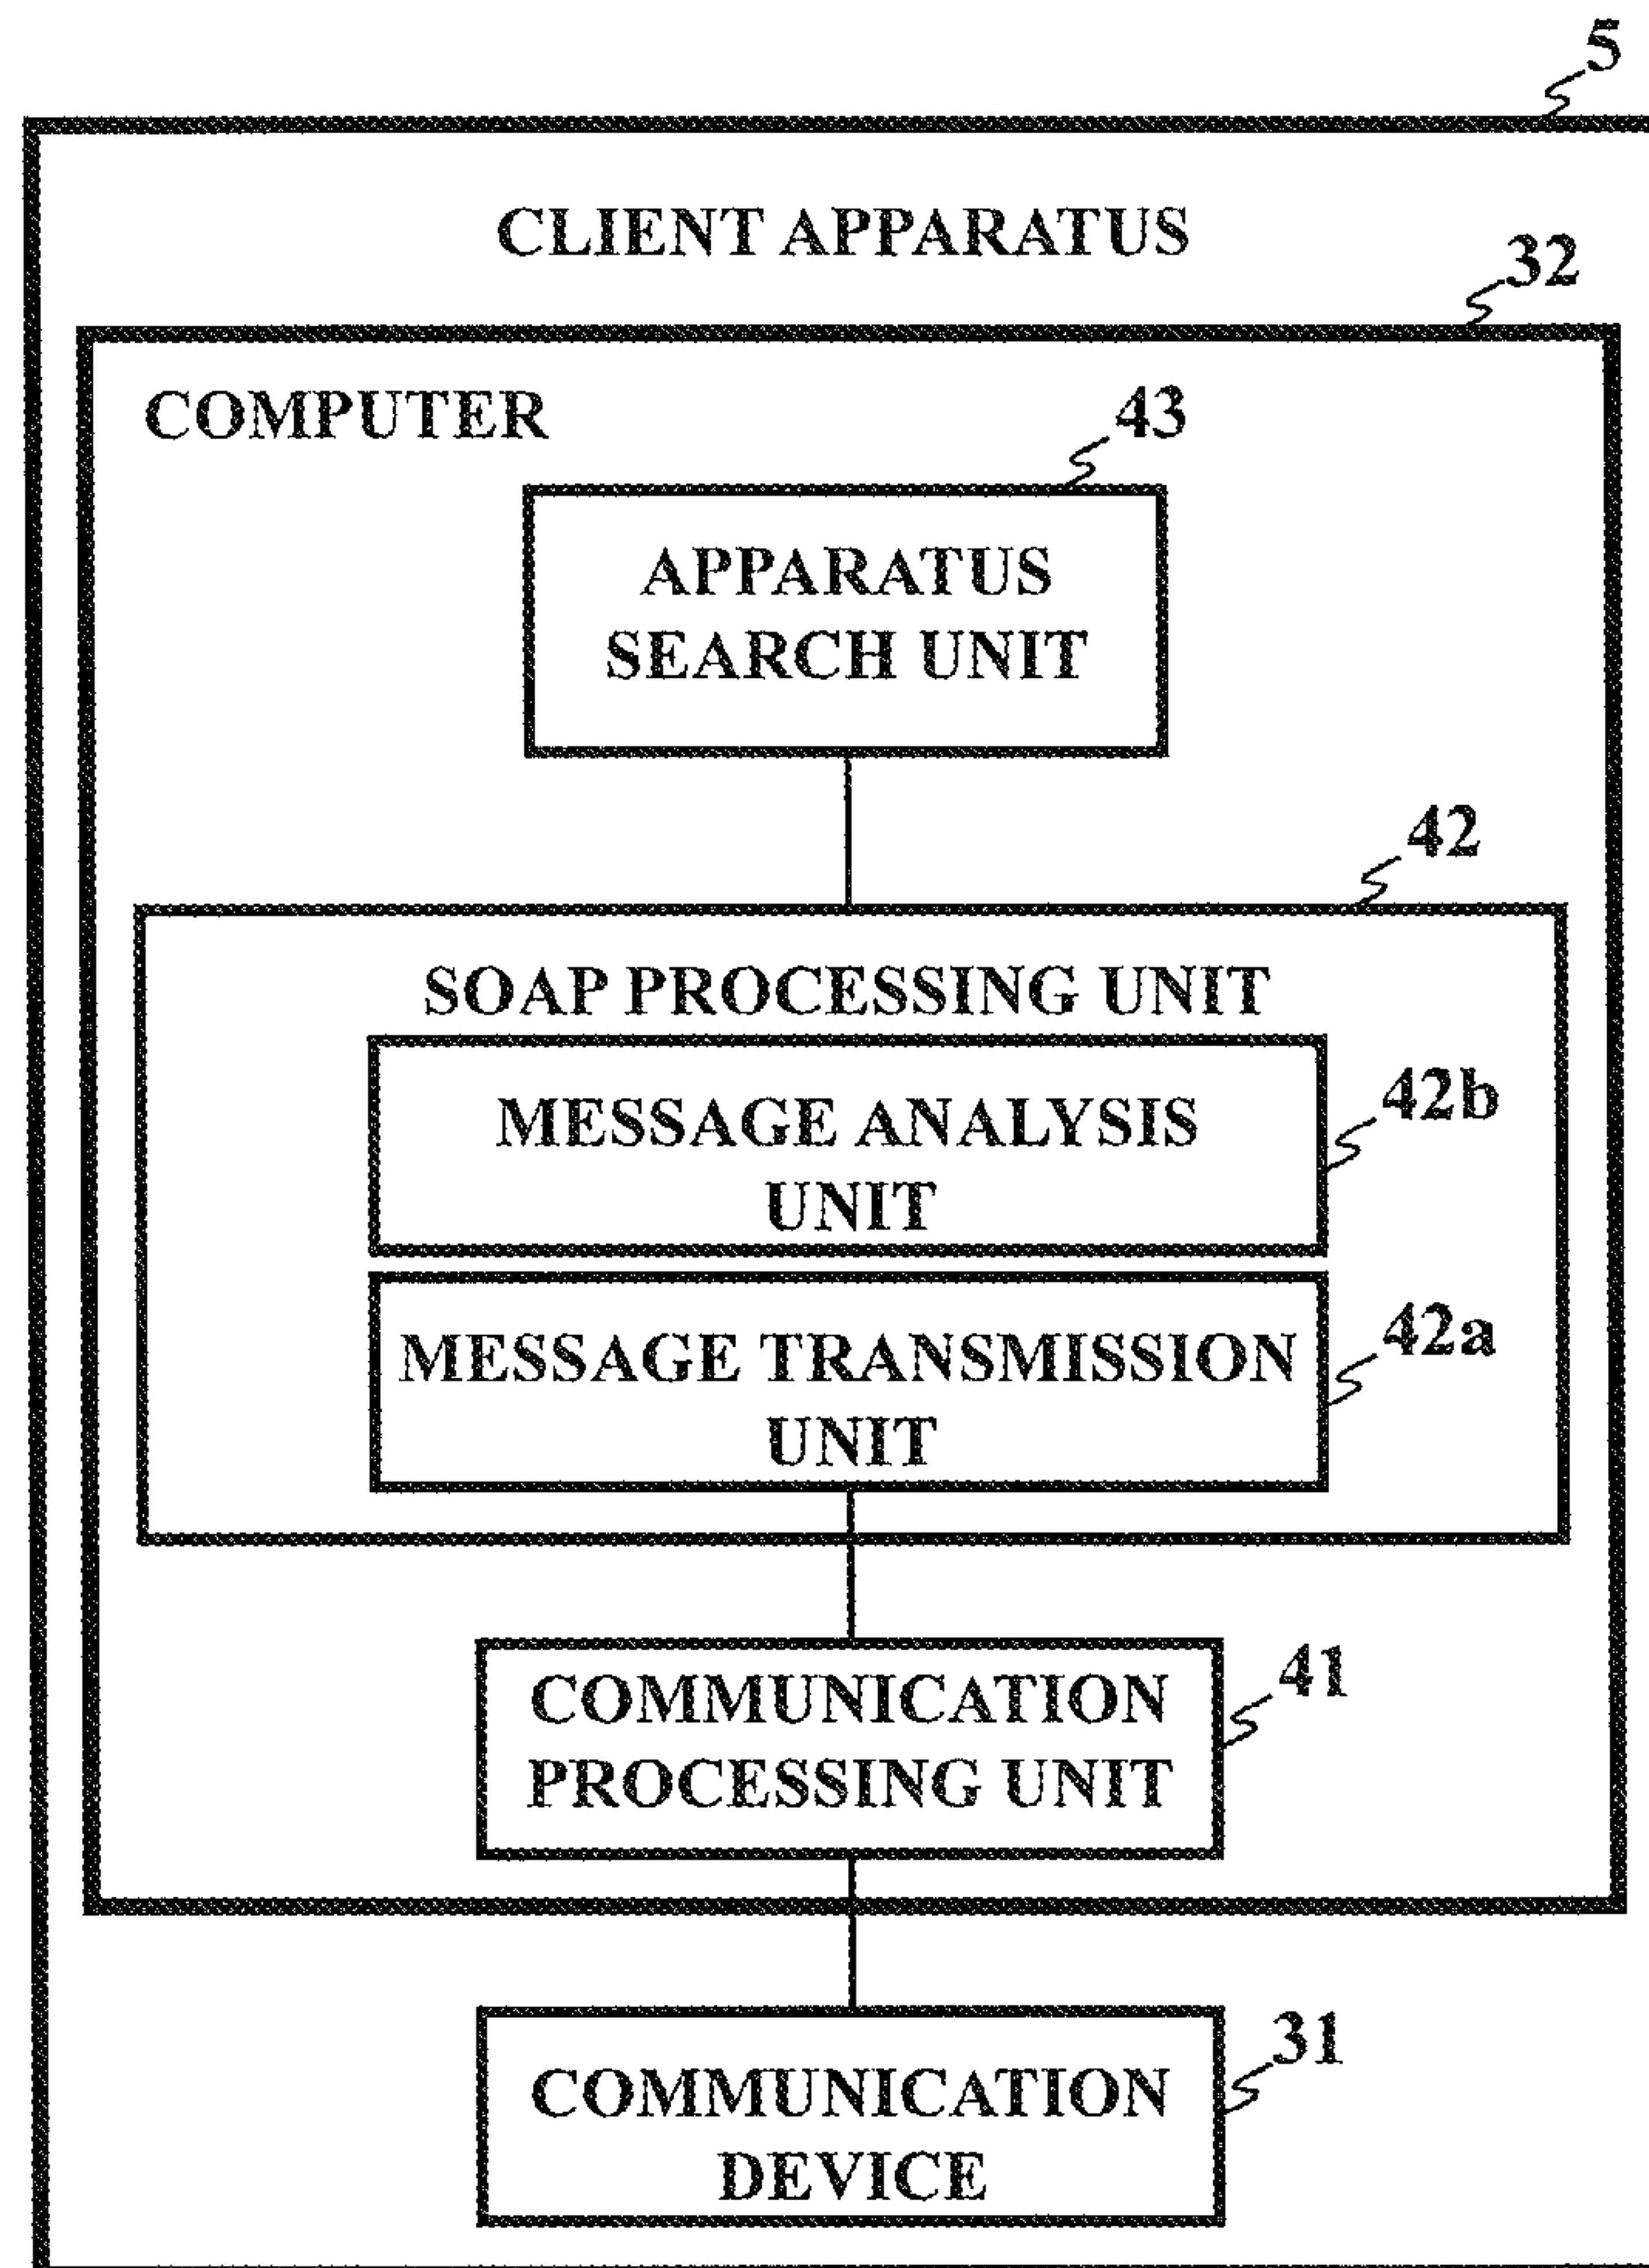 5
CLIENT APPARATUS
32
COMPUTER
43
APPARATUS
SEARCH UNIT
42
SOAP PROCESSING UNIT
MESSAGE ANALYSIS
UNIT
42b
MESSAGE TRANSMISSION
UNIT
42a
COMMUNICATION
PROCESSING UNIT
41
COMMUNICATION
DEVICE
31